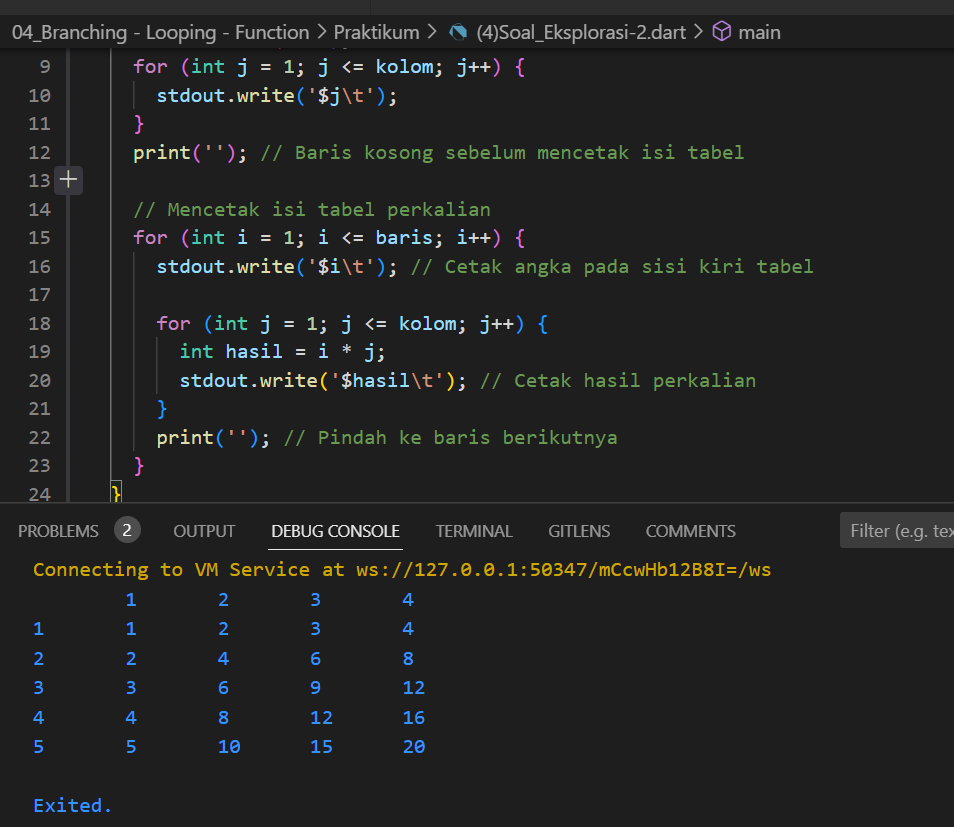 04_Branching - Looping - Function > Praktikum > (4)Soal_Eksplorasi-2.dart > main
9 for (int j = 1; j <= kolom; j++) {
10 stdout.write('$j\t');
11 }
12 print(''); // Baris kosong sebelum mencetak isi tabel
13 +
14 // Mencetak isi tabel perkalian
15 for (int i = 1; i <= baris; i++) {
16 stdout.write('$i\t'); // Cetak angka pada sisi kiri tabel
17
18 for (int j = 1; j <= kolom; j++) {
19 int hasil = i * j;
20 stdout.write('$hasil\t'); // Cetak hasil perkalian
21 }
22 print(''); // Pindah ke baris berikutnya
23 }
24 }
PROBLEMS 2 OUTPUT DEBUG CONSOLE TERMINAL GITLENS COMMENTS Filter (e.g. tex
Connecting to VM Service at ws://127.0.0.1:50347/mCcwHb12B8I=/ws
1 2 3 4
1 1 2 3 4
2 2 4 6 8
3 3 6 9 12
4 4 8 12 16
5 5 10 15 20
Exited.